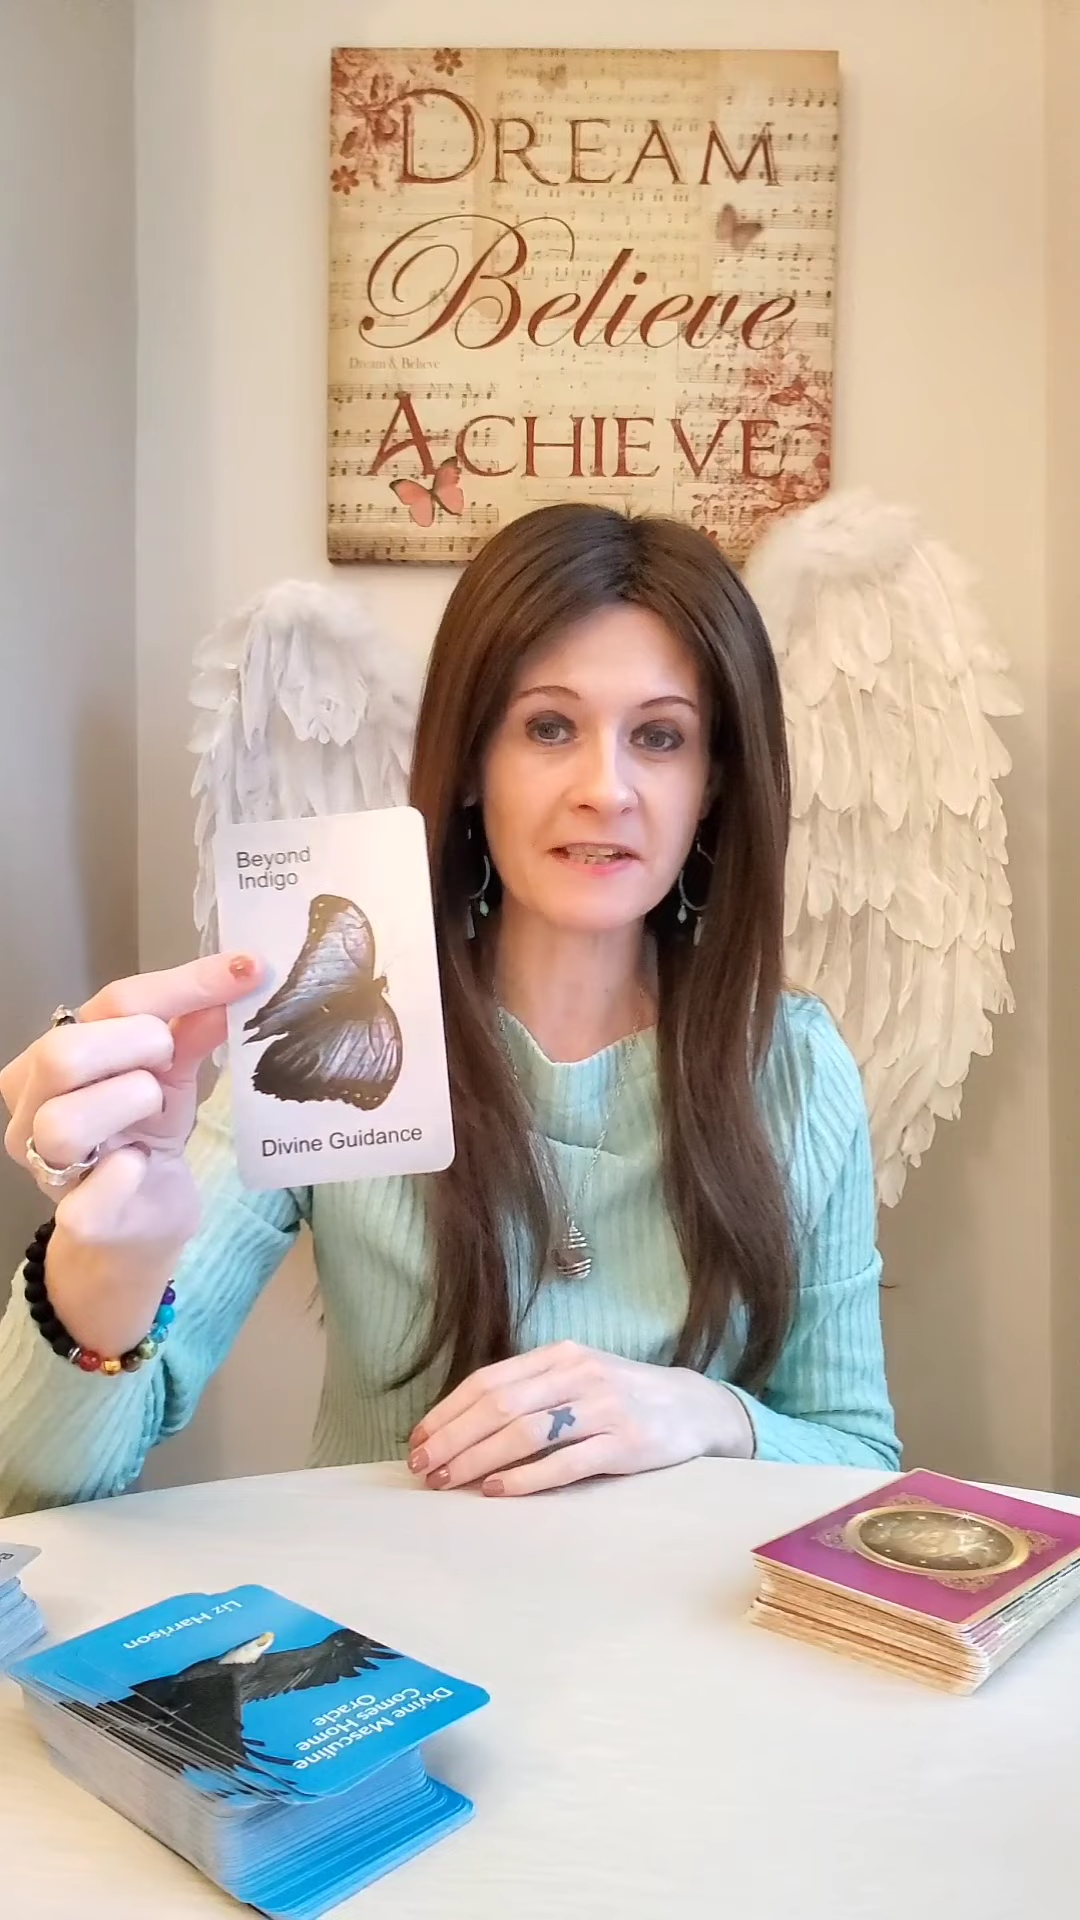 DREAM
Believe
Dream & Believe
ACHIEVE
Beyond
Indigo
Divine Guidance
Liz Harrison
Divine Masculine
Comes Home
Oracle